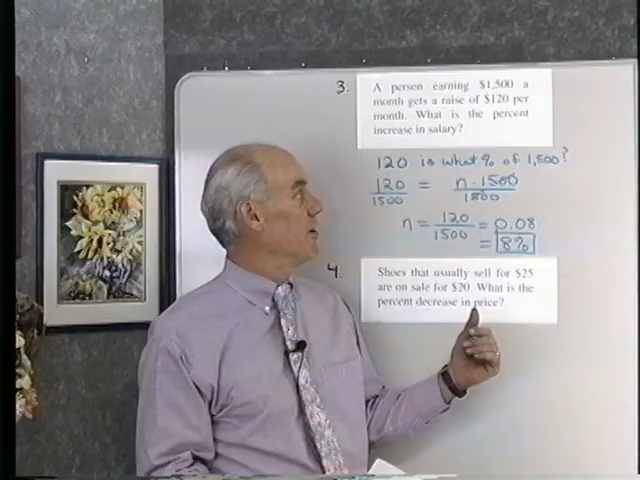 3. A person earning $1,500 a
month gets a raise of $120 per
month. What is the percent
increase in salary?
120 is what % of 1,500?
120/1500 = n · 1500/1500
n = 120/1500 = 0.08
= 8%
4. Shoes that usually sell for $25
are on sale for $20. What is the
percent decrease in price?